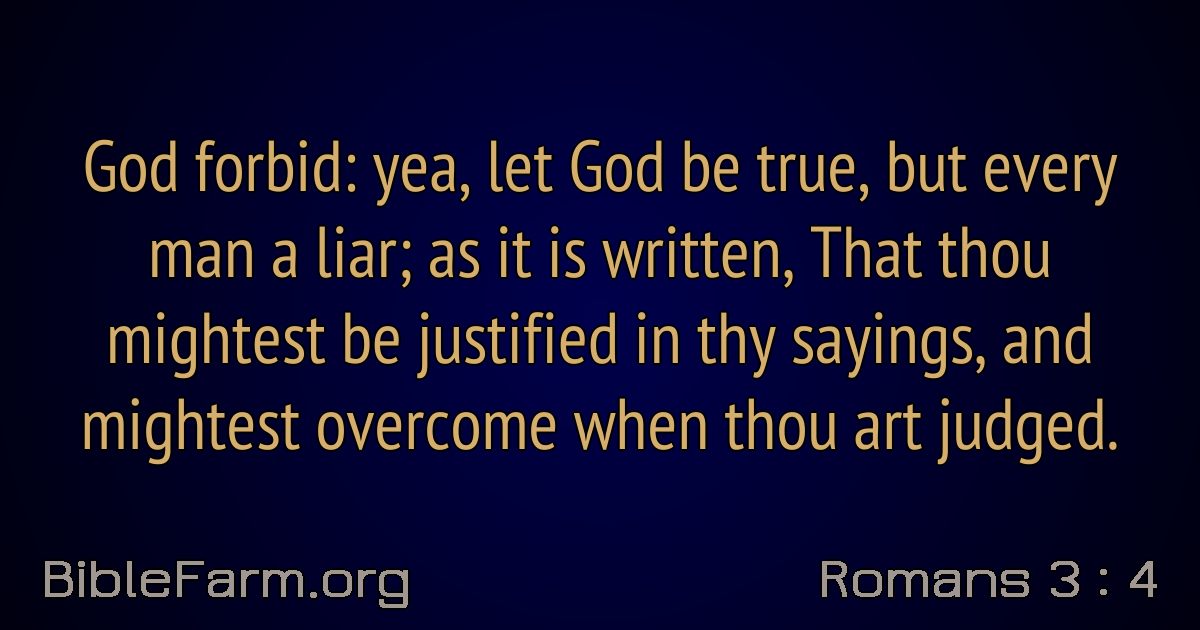 God forbid: yea, let God be true, but every
man a liar; as it is written, That thou
mightest be justified in thy sayings, and
mightest overcome when thou art judged.
BibleFarm.org
Romans 3 : 4